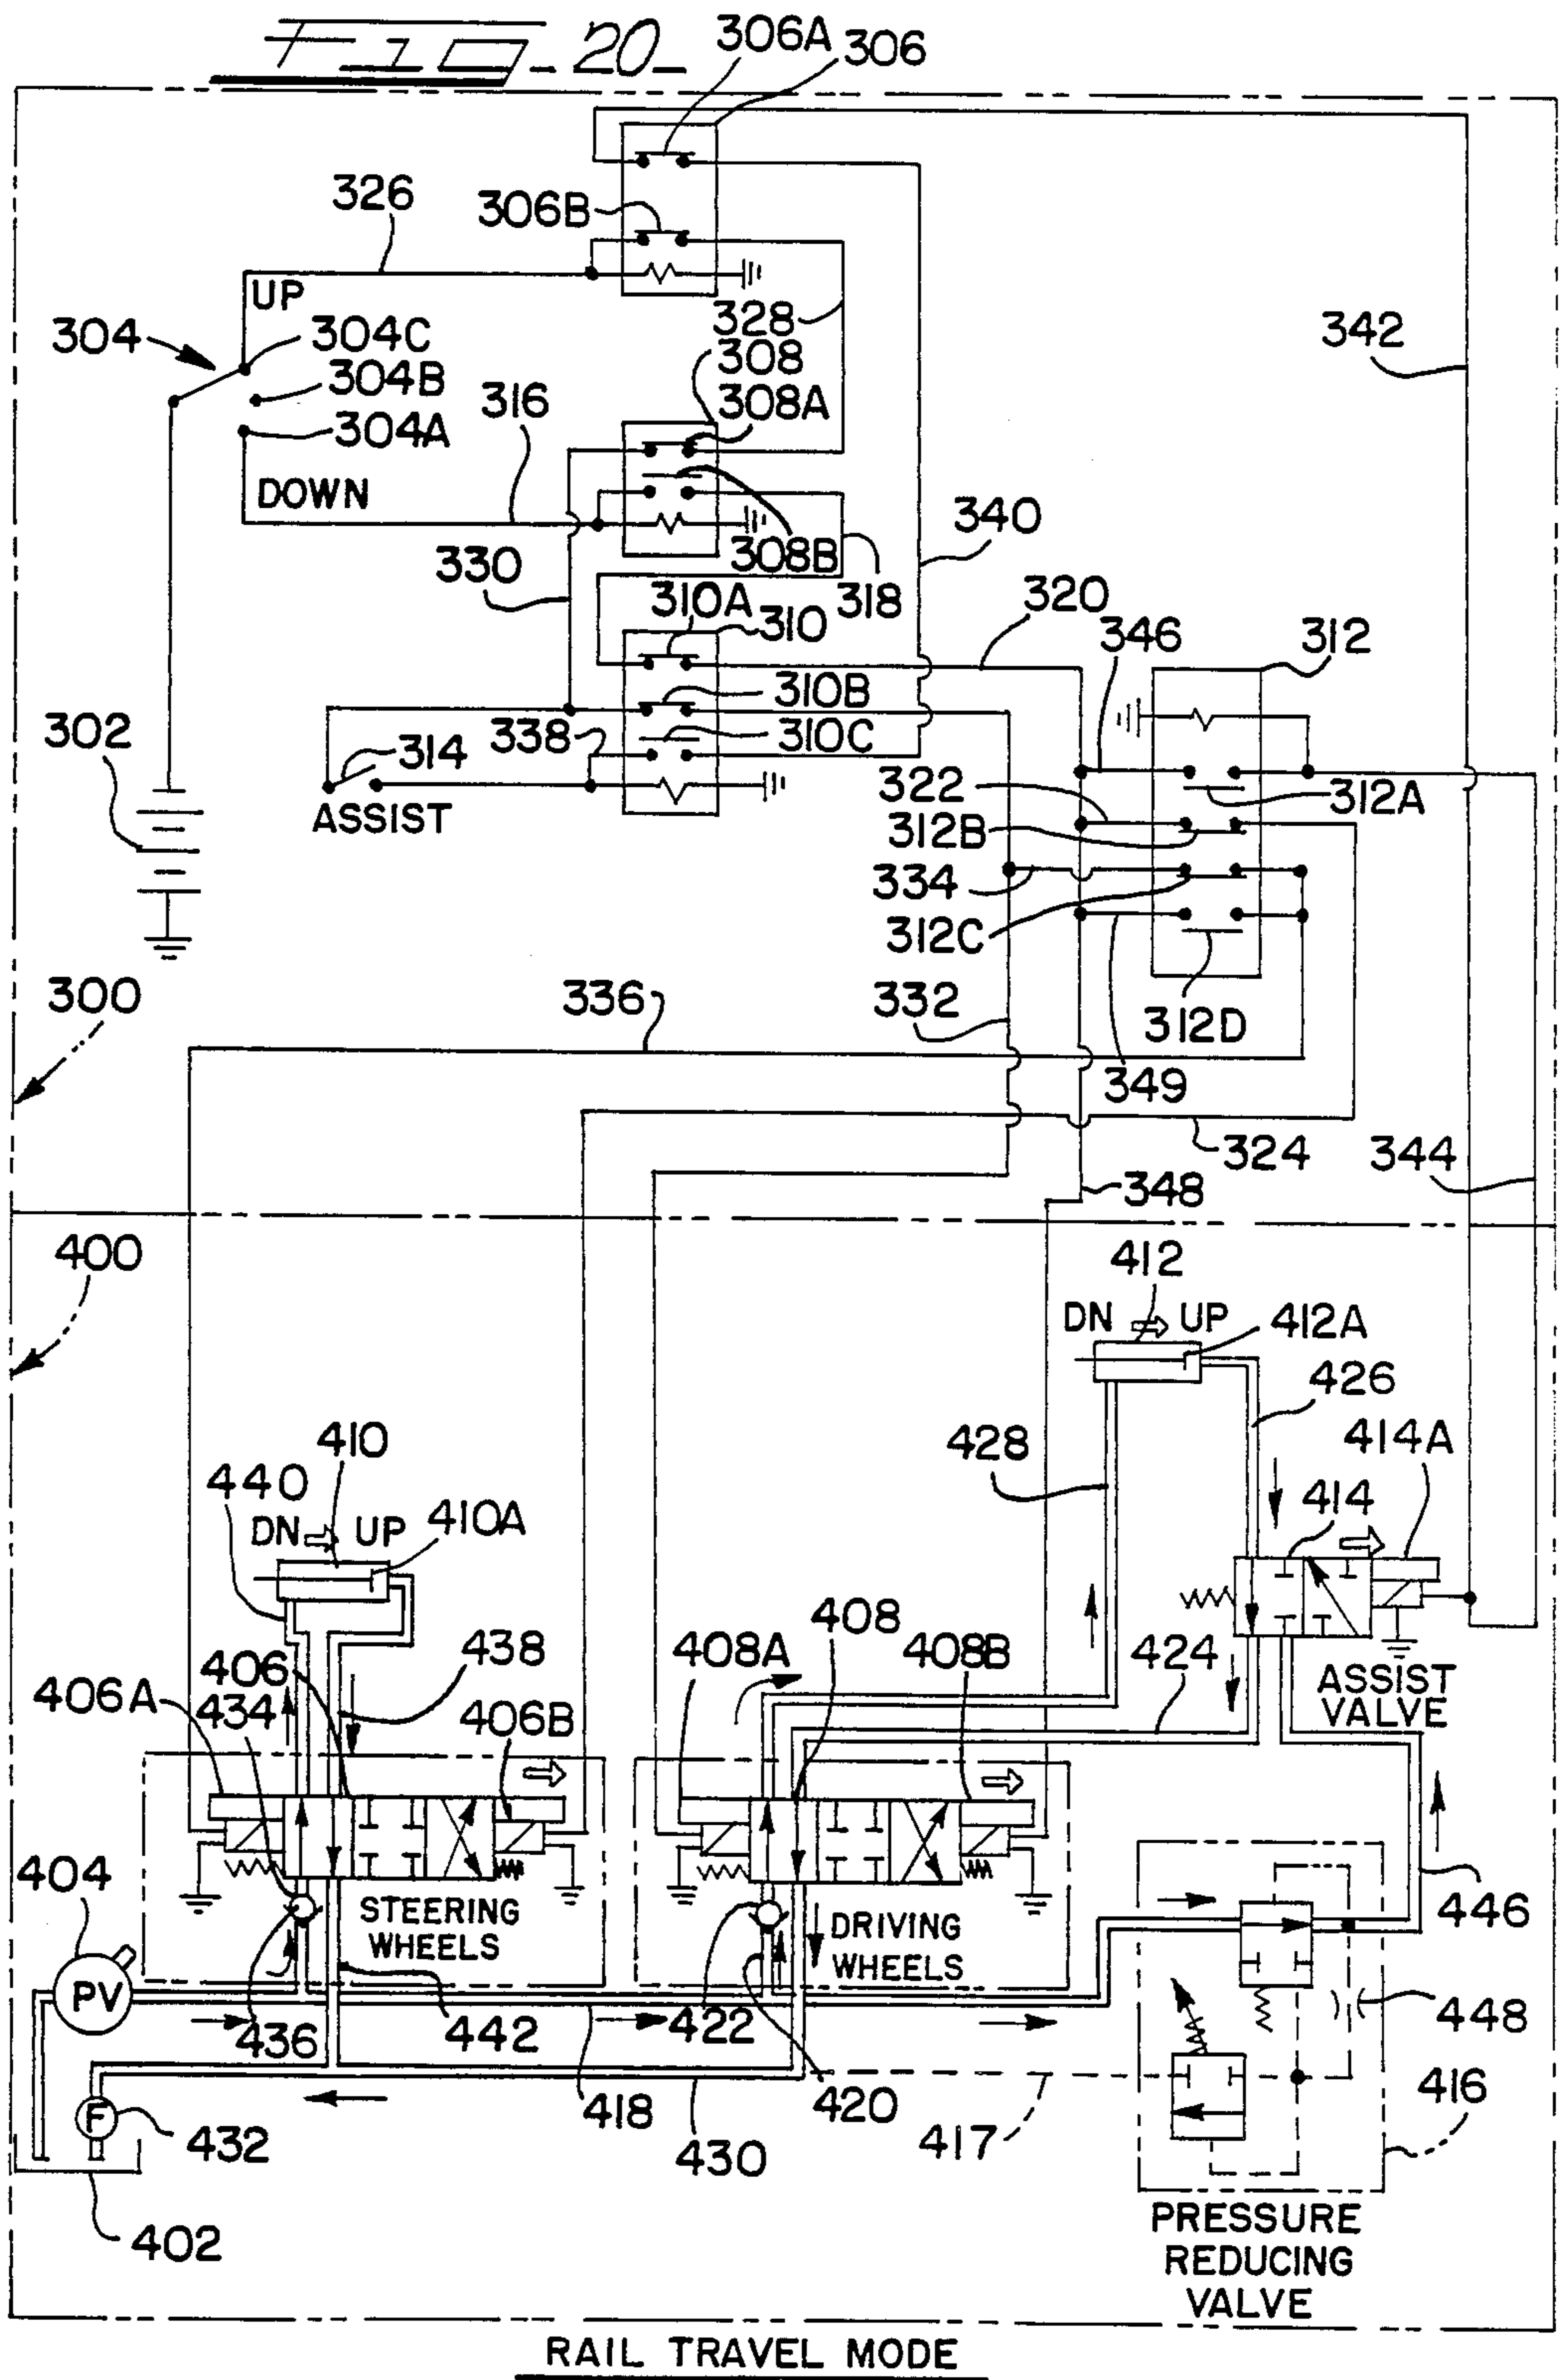 FIG-20-
306A 306
326
306B
UP
328
304 304C
304B
304A
308
308A
316
342
DOWN
308B
340
330
318
310A 310
320
346
312
310B
302
314
338
310C
322
312A
ASSIST
312B
334
312C
300
336
332
312D
349
324
344
348
400
412
DN UP
412A
426
410
428
414A
440
DN UP
410A
414
408
406A
406
434
438
408A
408B
424
ASSIST
VALVE
406B
404
STEERING
WHEELS
DRIVING
WHEELS
446
PV
436
442
422
448
F
432
418
420
417
416
430
402
PRESSURE
REDUCING
VALVE
RAIL TRAVEL MODE